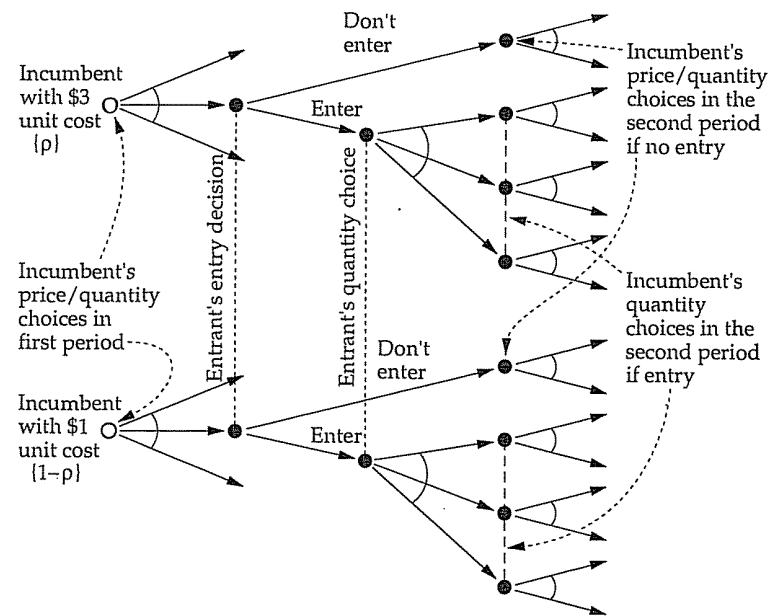 Don't
enter
Incumbent
with $3
unit cost
{ρ}
Enter
Incumbent's
price/quantity
choices in the
second period
if no entry
Entrant's entry decision
Entrant's quantity choice
Incumbent's
price/quantity
choices in
first period
Incumbent's
quantity
choices in the
second period
if entry
Don't
enter
Incumbent
with $1
unit cost
{1–ρ}
Enter